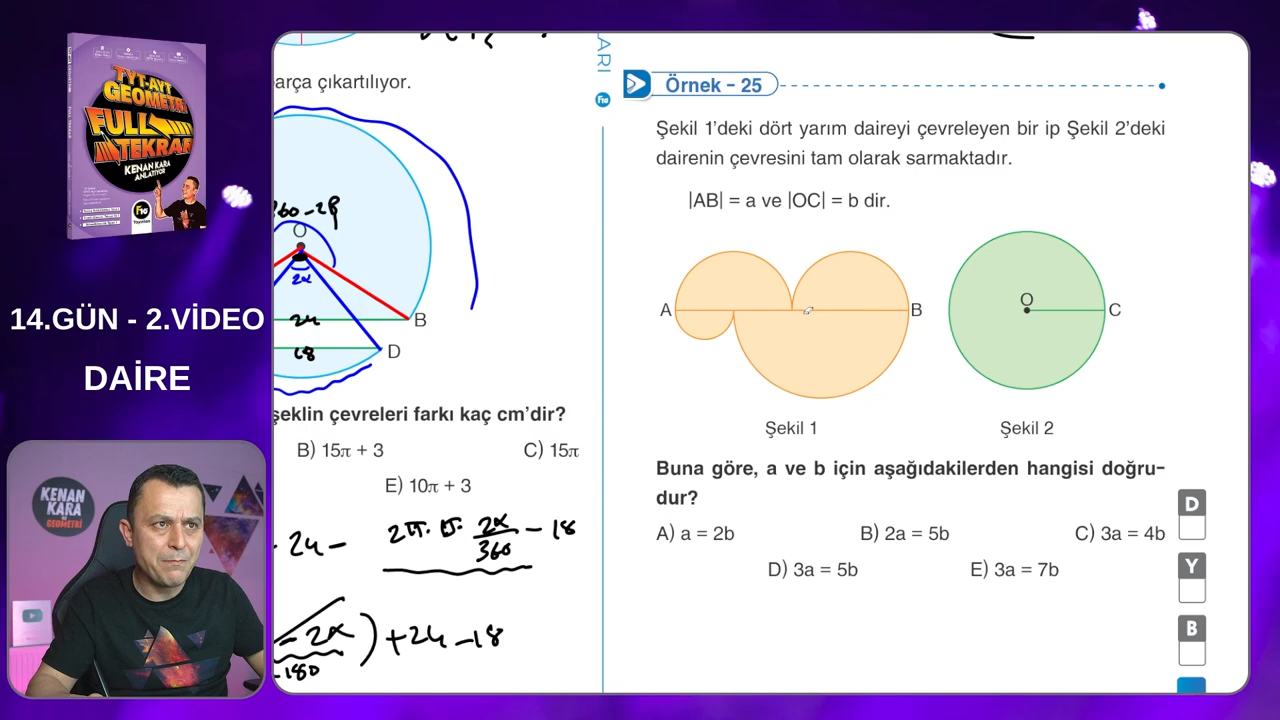 TYT-AYT
GEOMETRİ
FULL
TEKRAR
KENAN KARA
ANLATIYOR
14.GÜN - 2.VİDEO
DAİRE
KENAN
KARA
ile
GEOMETRİ
arça çıkartılıyor.
360-2β
O
2α
24
B
18
D
şeklin çevreleri farkı kaç cm'dir?
B) 15π + 3
C) 15π
E) 10π + 3
- 24 -
2π.
2α
360
- 18
- 2α ) + 24 - 18
180
ARI
Örnek - 25
Şekil 1'deki dört yarım daireyi çevreleyen bir ip Şekil 2'deki
dairenin çevresini tam olarak sarmaktadır.
|AB| = a ve |OC| = b dir.
A
B
O
C
Şekil 1
Şekil 2
Buna göre, a ve b için aşağıdakilerden hangisi doğru-
dur?
A) a = 2b
B) 2a = 5b
C) 3a = 4b
D) 3a = 5b
E) 3a = 7b
D
Y
B